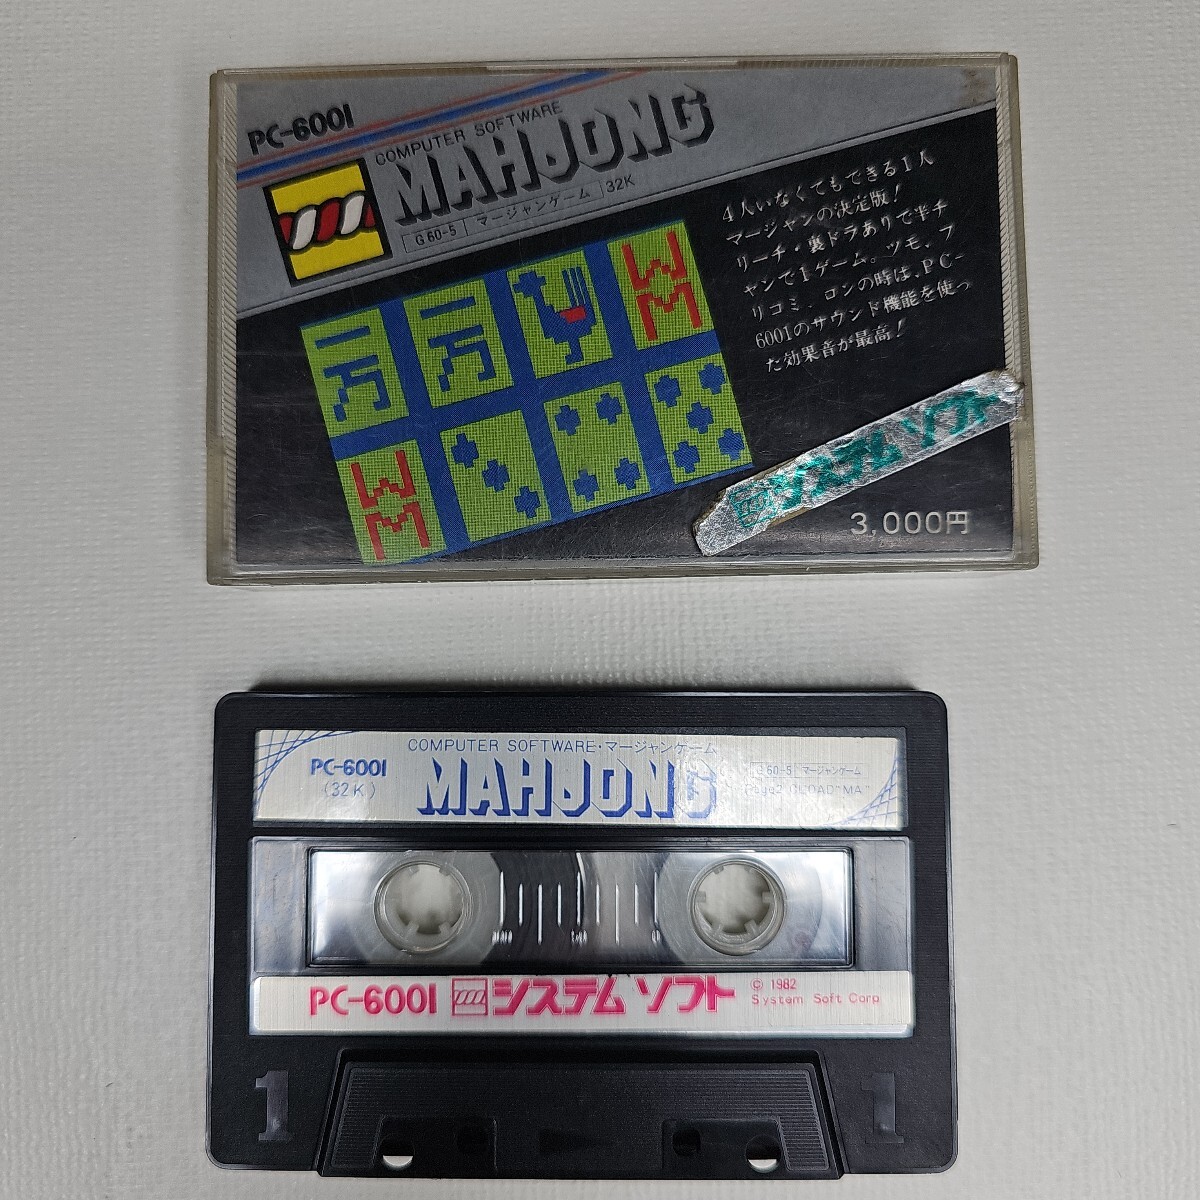 PC-6001
COMPUTER SOFTWARE
MAHJONG
G60-5 マージャンゲーム 32K
4人いなくてもできる1人
マージャンの決定版!
リーチ・裏ドラありで半チ
ャンで1ゲーム。ツモ、フ
リコミ、ロンの時は、PC-
6001のサウンド機能を使っ
た効果音が最高!
一万
二万
システム ソフト
3,000円
COMPUTER SOFTWARE・マージャンゲーム
PC-6001
(32K)
MAHJONG
G60-5 マージャンゲーム
Page2 CLOAD"MA"
PC-6001 システム ソフト
© 1982
System Soft Corp
1 1